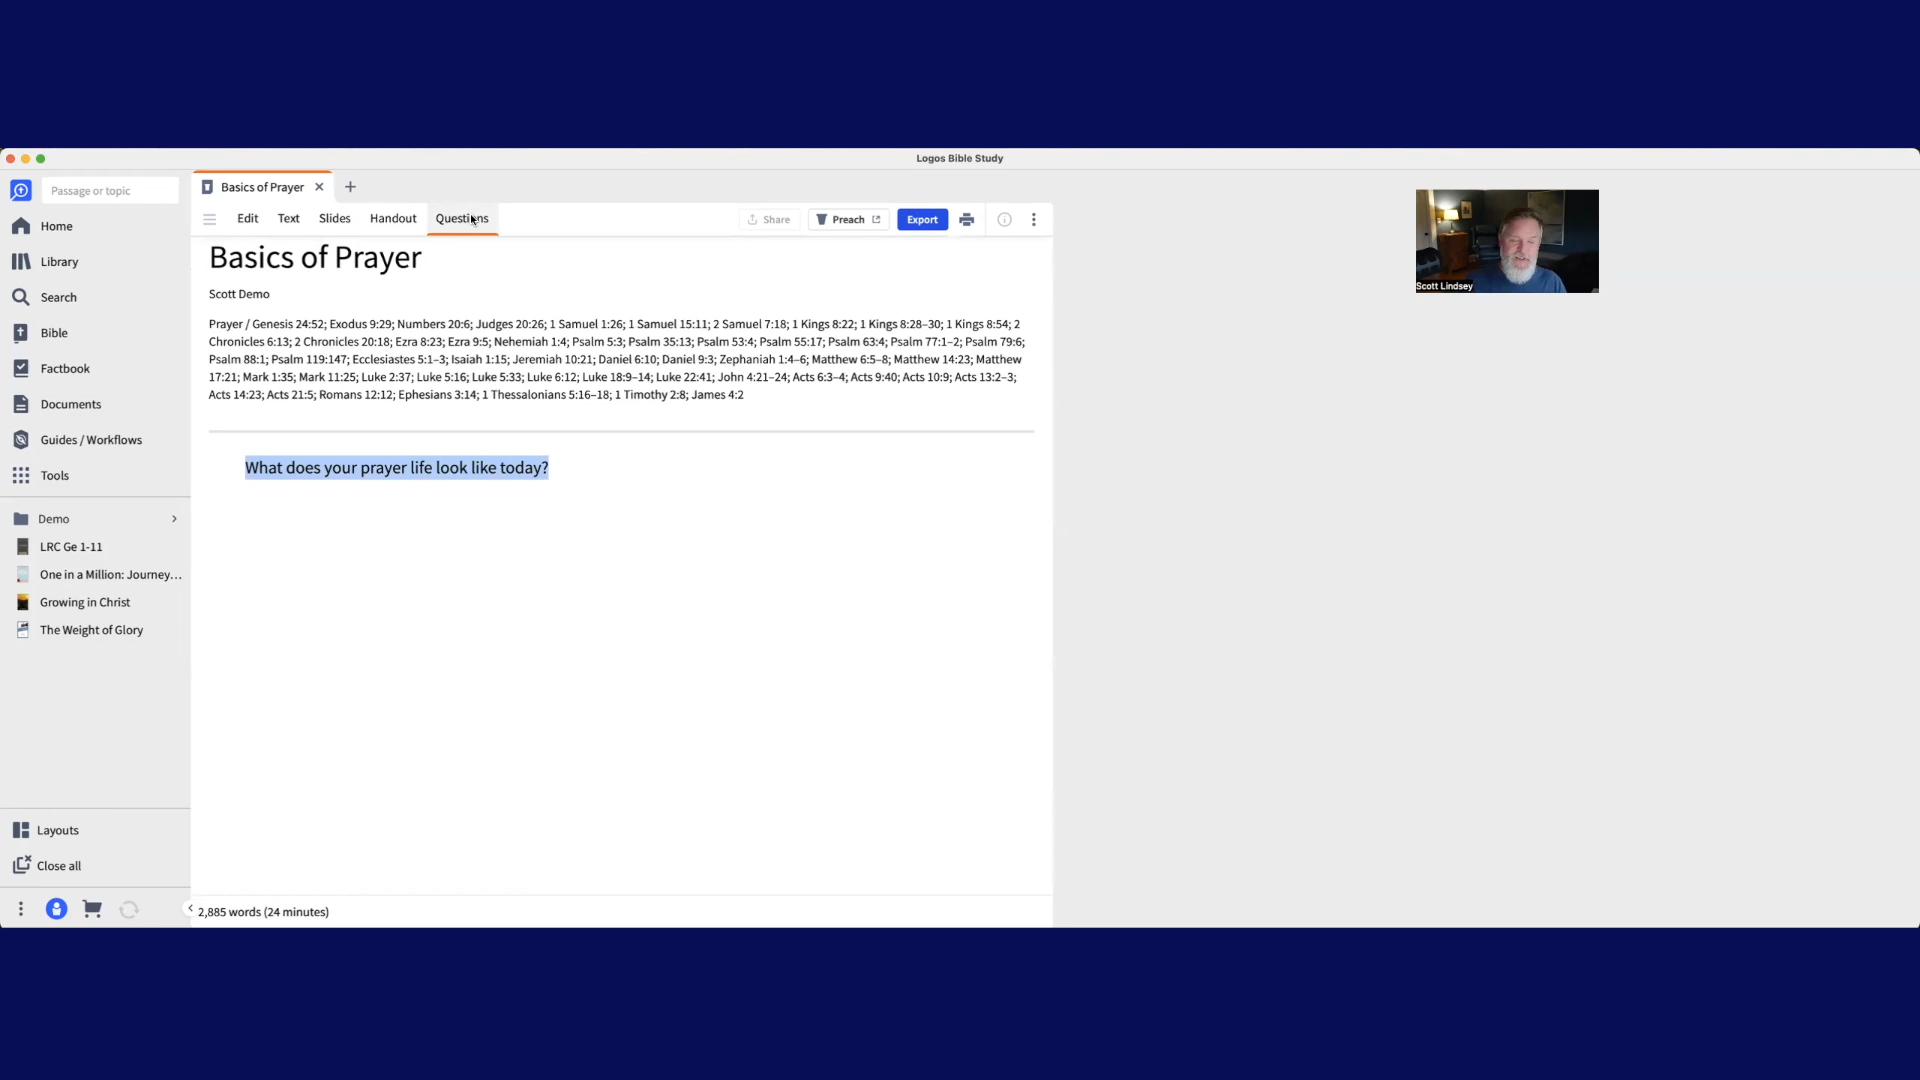 Logos Bible Study
Passage or topic
Home
Library
Search
Bible
Factbook
Documents
Guides / Workflows
Tools
Demo
LRC Ge 1-11
One in a Million: Journey…
Growing in Christ
The Weight of Glory
Layouts
Close all
Basics of Prayer
Edit
Text
Slides
Handout
Questions
Share
Preach
Export
Basics of Prayer
Scott Demo
Prayer / Genesis 24:52; Exodus 9:29; Numbers 20:6; Judges 20:26; 1 Samuel 1:26; 1 Samuel 15:11; 2 Samuel 7:18; 1 Kings 8:22; 1 Kings 8:28–30; 1 Kings 8:54; 2
Chronicles 6:13; 2 Chronicles 20:18; Ezra 8:23; Ezra 9:5; Nehemiah 1:4; Psalm 5:3; Psalm 35:13; Psalm 53:4; Psalm 55:17; Psalm 63:4; Psalm 77:1–2; Psalm 79:6;
Psalm 88:1; Psalm 119:147; Ecclesiastes 5:1–3; Isaiah 1:15; Jeremiah 10:21; Daniel 6:10; Daniel 9:3; Zephaniah 1:4–6; Matthew 6:5–8; Matthew 14:23; Matthew
17:21; Mark 1:35; Mark 11:25; Luke 2:37; Luke 5:16; Luke 5:33; Luke 6:12; Luke 18:9–14; Luke 22:41; John 4:21–24; Acts 6:3–4; Acts 9:40; Acts 10:9; Acts 13:2–3;
Acts 14:23; Acts 21:5; Romans 12:12; Ephesians 3:14; 1 Thessalonians 5:16–18; 1 Timothy 2:8; James 4:2
What does your prayer life look like today?
2,885 words (24 minutes)
Scott Lindsey